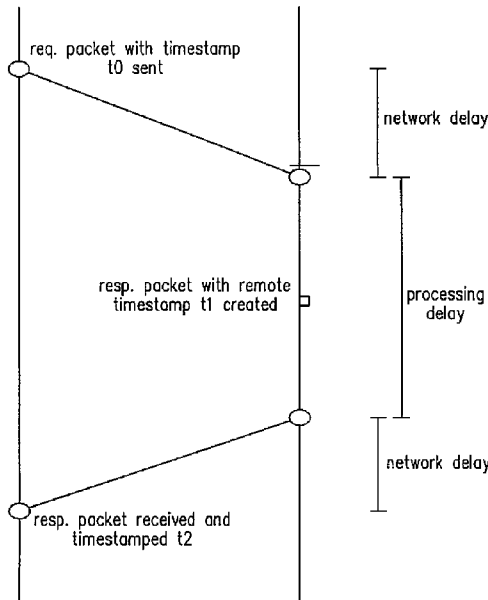 req. packet with timestamp
t0 sent
network delay
resp. packet with remote
timestamp t1 created
processing
delay
network delay
resp. packet received and
timestamped t2